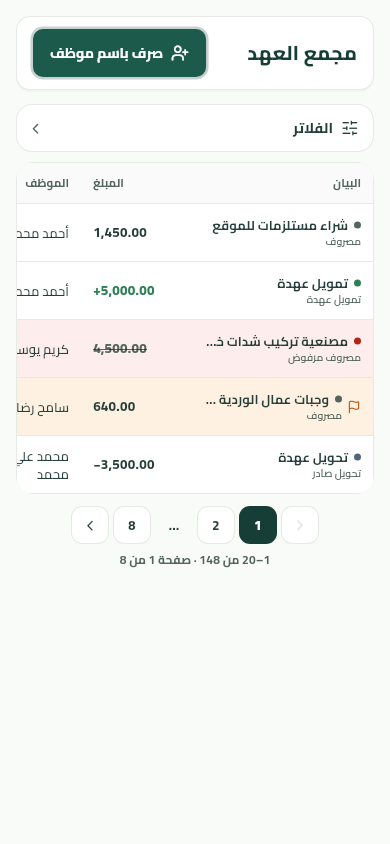 مجمع العهد
صرف باسم موظف
الفلاتر
البيان المبلغ الموظف
شراء مستلزمات للموقع 1,450.00 أحمد
مصروف
تمويل عهدة +5,000.00 أحمد
تمويل عهدة
مصنعية تركيب شدات خ... 4,500.00 كريم
مصروف مرفوض
وجبات عمال الوردية ... 640.00 سامح رضا
مصروف
تحويل عهدة −3,500.00 محمد علي
تحويل صادر محمد
1 2 ... 8
1–20 من 148 · صفحة 1 من 8